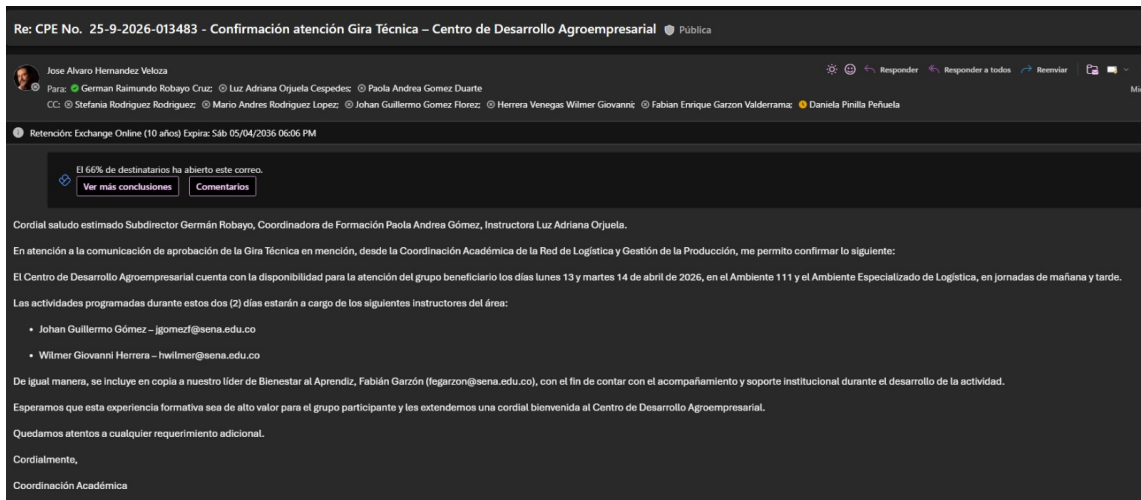 Re: CPE No. 25-9-2026-013483 - Confirmación atención Gira Técnica – Centro de Desarrollo Agroempresarial Pública
Jose Alvaro Hernandez Veloza
Responder Responder a todos Reenviar
Para: German Raimundo Robayo Cruz; Luz Adriana Orjuela Cespedes; Paola Andrea Gomez Duarte
CC: Stefania Rodriguez Rodriguez; Mario Andres Rodriguez Lopez; Johan Guillermo Gomez Florez; Herrera Venegas Wilmer Giovanni; Fabian Enrique Garzon Valderrama; Daniela Pinilla Peñuela
Retención: Exchange Online (10 años) Expira: Sáb 05/04/2036 06:06 PM
El 66% de destinatarios ha abierto este correo.
Ver más conclusiones Comentarios
Cordial saludo estimado Subdirector Germán Robayo, Coordinadora de Formación Paola Andrea Gómez, Instructora Luz Adriana Orjuela.
En atención a la comunicación de aprobación de la Gira Técnica en mención, desde la Coordinación Académica de la Red de Logística y Gestión de la Producción, me permito confirmar lo siguiente:
El Centro de Desarrollo Agroempresarial cuenta con la disponibilidad para la atención del grupo beneficiario los días lunes 13 y martes 14 de abril de 2026, en el Ambiente 111 y el Ambiente Especializado de Logística, en jornadas de mañana y tarde.
Las actividades programadas durante estos dos (2) días estarán a cargo de los siguientes instructores del área:
• Johan Guillermo Gómez – jgomezf@sena.edu.co
• Wilmer Giovanni Herrera – hwilmer@sena.edu.co
De igual manera, se incluye en copia a nuestro líder de Bienestar al Aprendiz, Fabián Garzón (fegarzon@sena.edu.co), con el fin de contar con el acompañamiento y soporte institucional durante el desarrollo de la actividad.
Esperamos que esta experiencia formativa sea de alto valor para el grupo participante y les extendemos una cordial bienvenida al Centro de Desarrollo Agroempresarial.
Quedamos atentos a cualquier requerimiento adicional.
Cordialmente,
Coordinación Académica